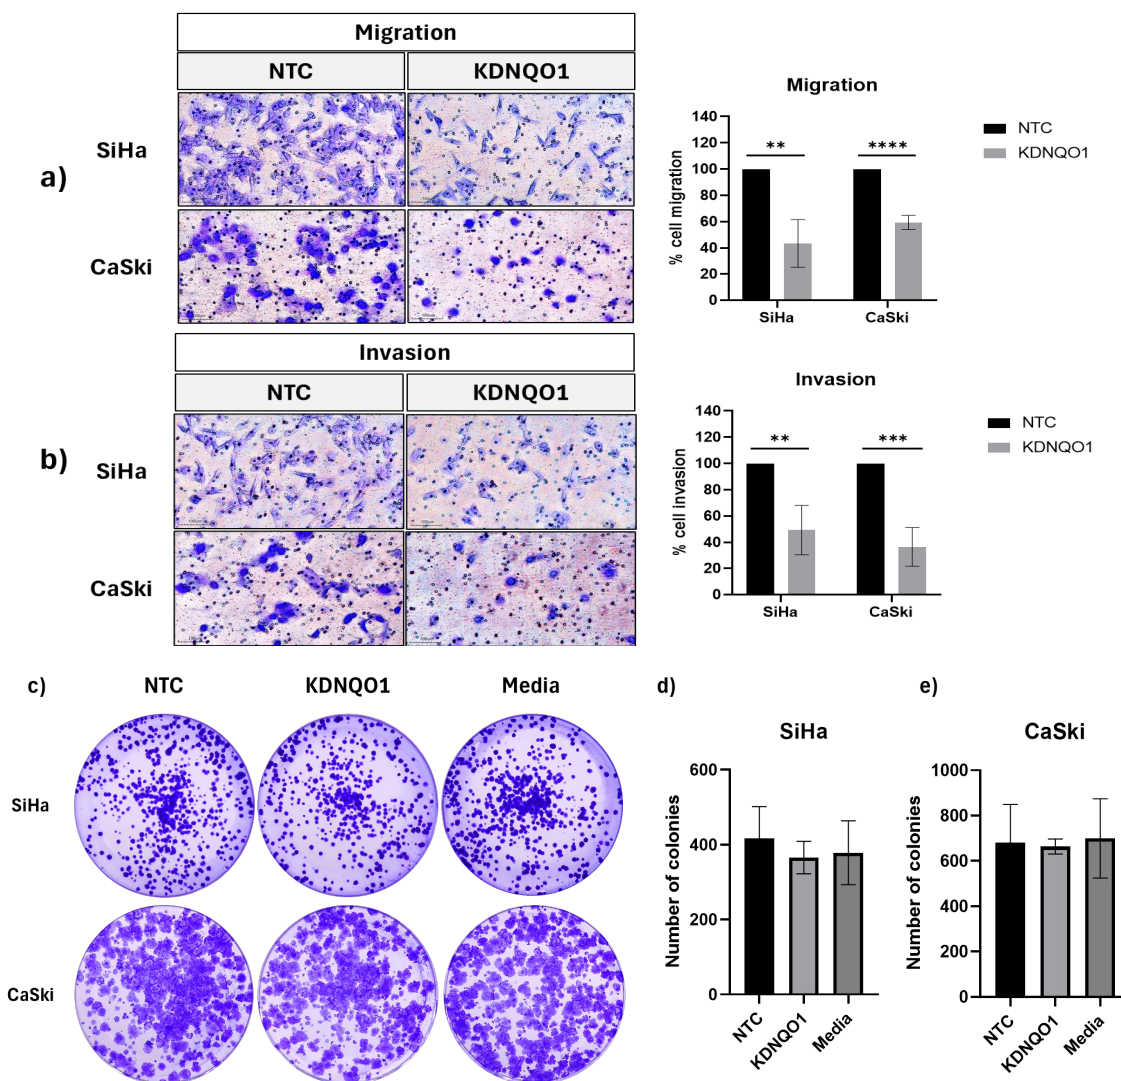 Migration
NTC KDNQO1
a)
SiHa
CaSki
Migration
% cell migration
140
120
100
80
60
40
20
0
** ****
SiHa CaSki
NTC
KDNQO1
Invasion
NTC KDNQO1
b)
SiHa
CaSki
Invasion
% cell invasion
140
120
100
80
60
40
20
0
** ***
SiHa CaSki
NTC
KDNQO1
c)
NTC KDNQO1 Media
SiHa
CaSki
d)
SiHa
Number of colonies
600
400
200
0
NTC KDNQO1 Media
e)
CaSki
Number of colonies
1000
800
600
400
200
0
NTC KDNQO1 Media